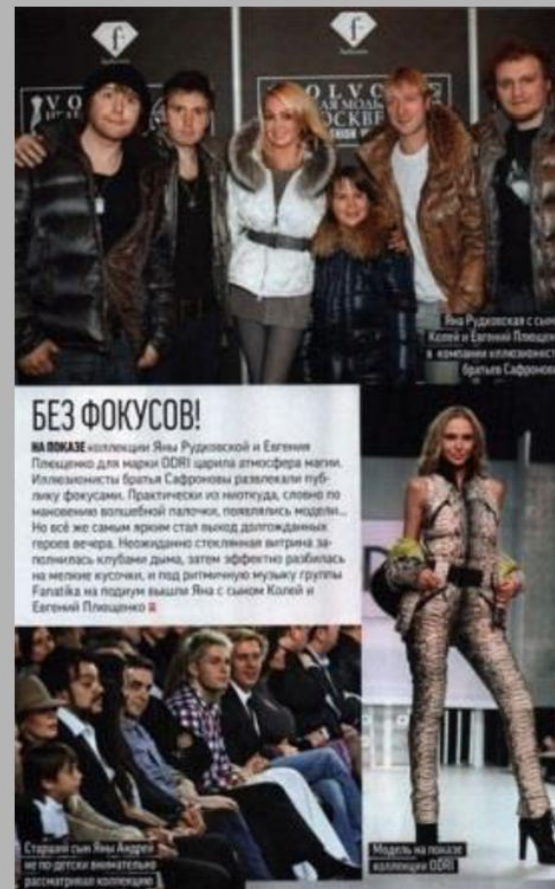 f
f
VOLVO
МОСКВЕ
FASHION
Яна Рудковская с сыном
Колей и Евгений Плющенко
в компании иллюзионистов
братьев Сафроновых
БЕЗ ФОКУСОВ!
НА ПОКАЗЕ коллекции Яны Рудковской и Евгения
Плющенко для марки ODRI царила атмосфера магии.
Иллюзионисты братья Сафроновы развлекали пуб-
лику фокусами. Практически из ниоткуда, словно по
мановению волшебной палочки, появлялись модели...
Но всё же самым ярким стал выход долгожданных
героев вечера. Неожиданно стеклянная витрина за-
полнилась клубами дыма, затем эффектно разбилась
на мелкие кусочки, и под ритмичную музыку группы
Fanatika на подиум вышли Яна с сыном Колей и
Евгений Плющенко
Старший сын Яны Андрей
не по-детски внимательно
рассматривал коллекцию
Модель на показе
коллекции ODRI